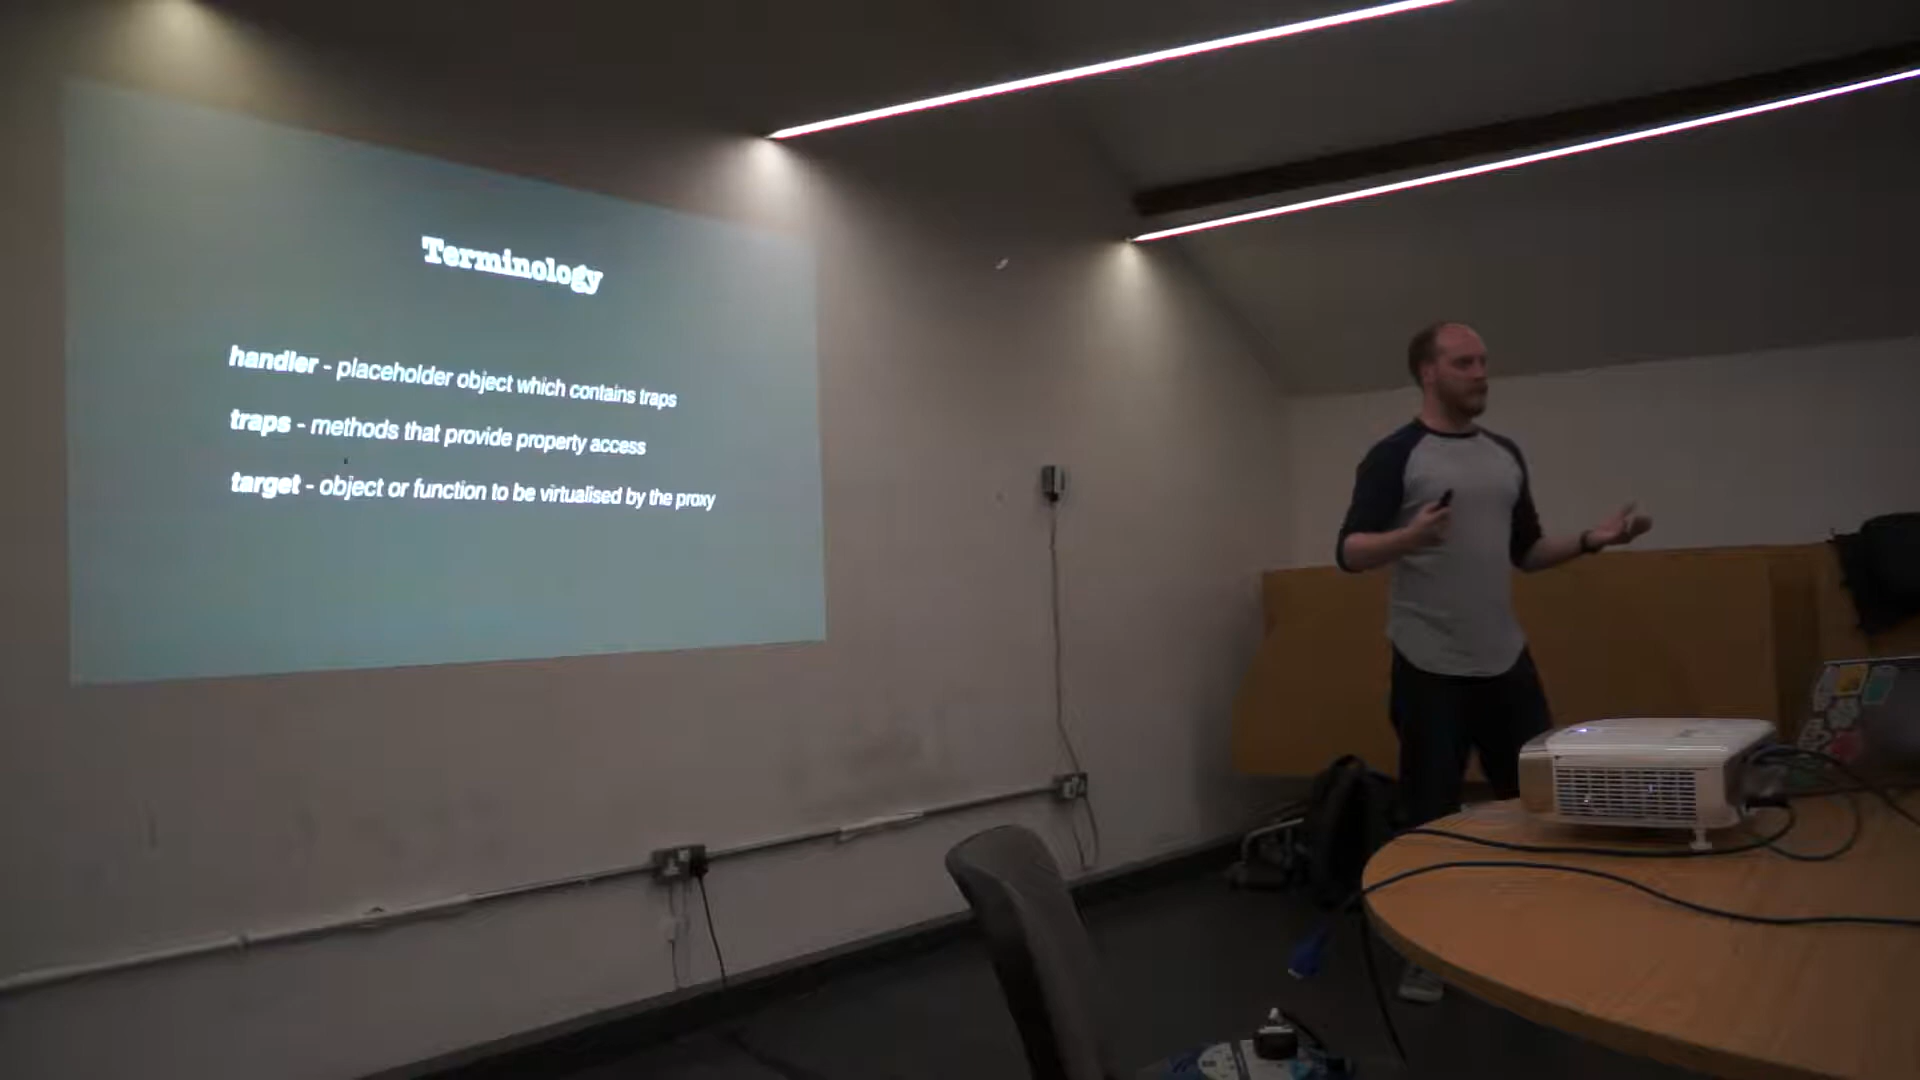 Terminology
handler - placeholder object which contains traps
traps - methods that provide property access
target - object or function to be virtualised by the proxy